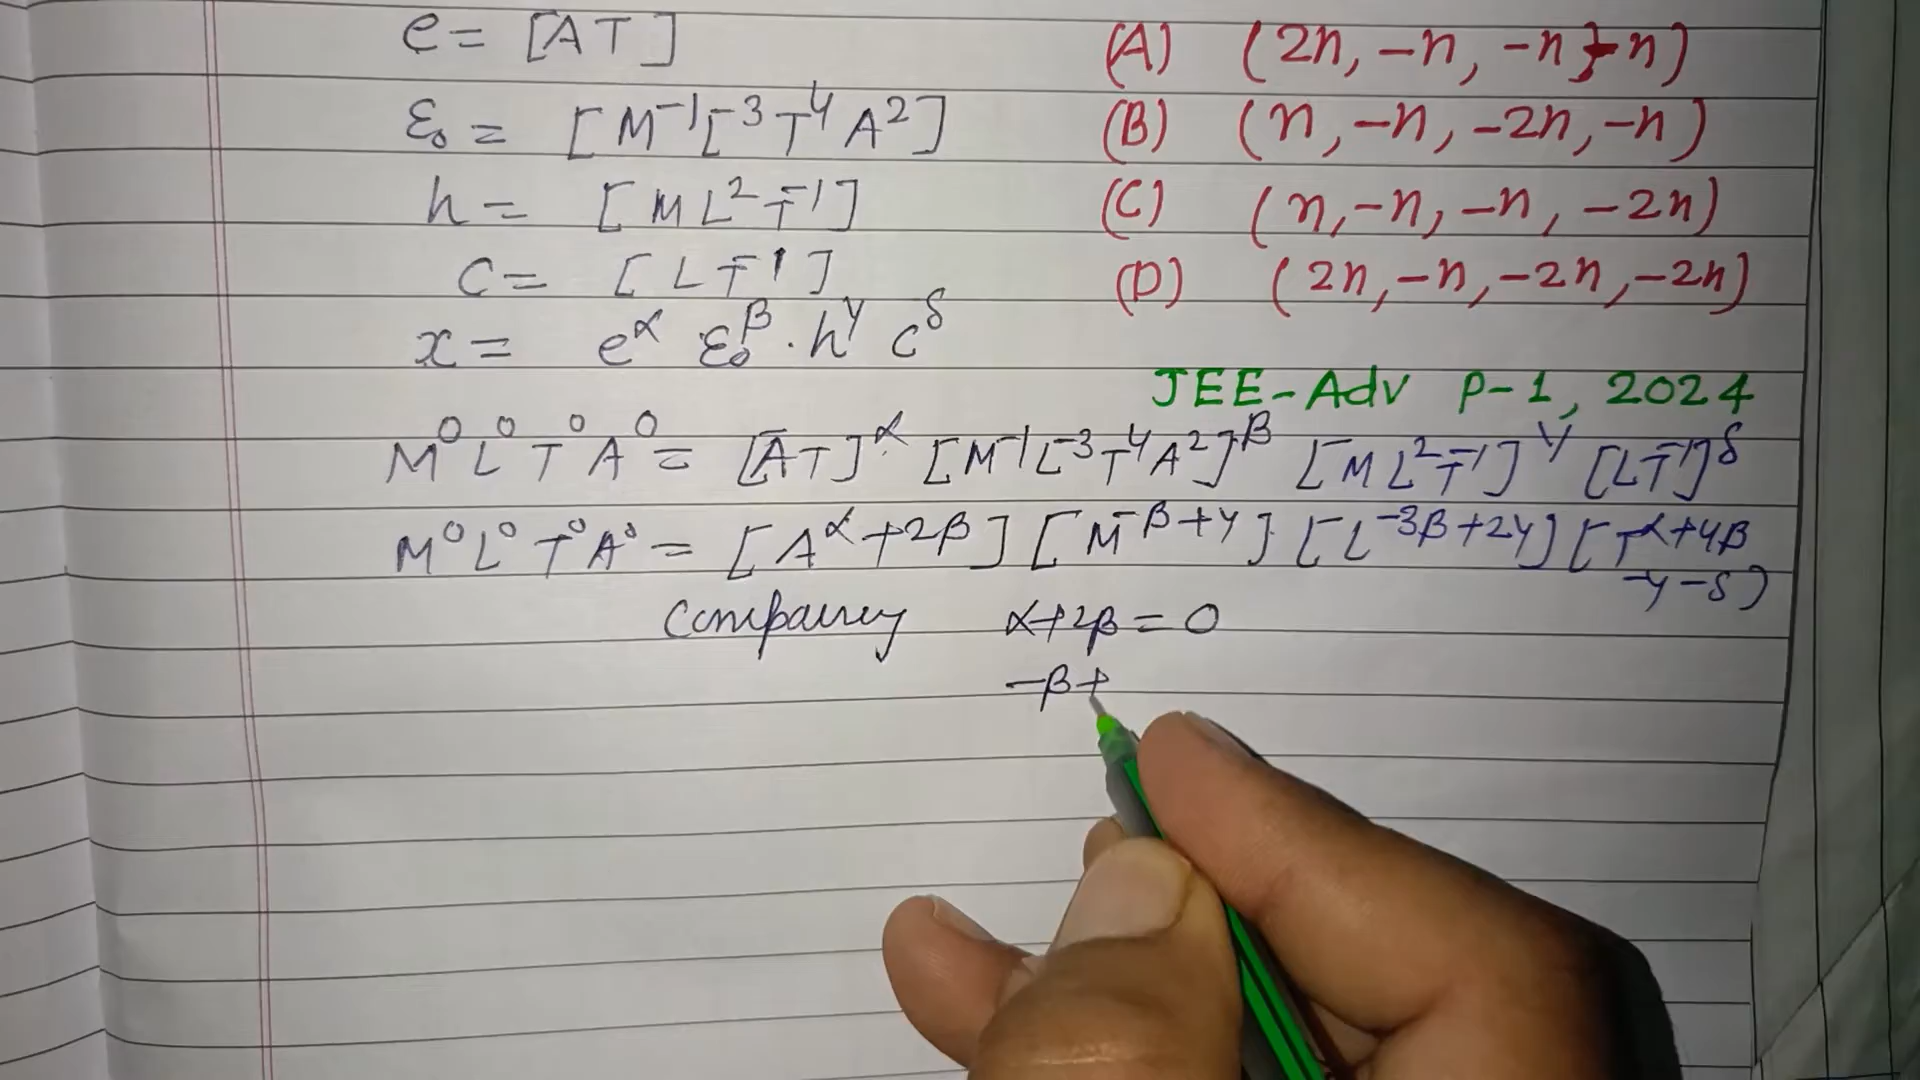 e = [AT]
ε₀ = [M⁻¹L⁻³T⁴A²]
h = [ML²T⁻¹]
c = [LT⁻¹]
x = e^α ε₀^β · h^γ c^δ
(A) (2n, -n, -n, -n)
(B) (n, -n, -2n, -n)
(C) (n, -n, -n, -2n)
(D) (2n, -n, -2n, -2n)
JEE-Adv P-1, 2024
M⁰L⁰T⁰A⁰ = [AT]^α [M⁻¹L⁻³T⁴A²]^β [ML²T⁻¹]^γ [LT⁻¹]^δ
M⁰L⁰T⁰A⁰ = [A^α+2β] [M^-β+γ] [L^-3β+2γ] [T^α+4β
-γ-δ]
α+2β = 0
-β+